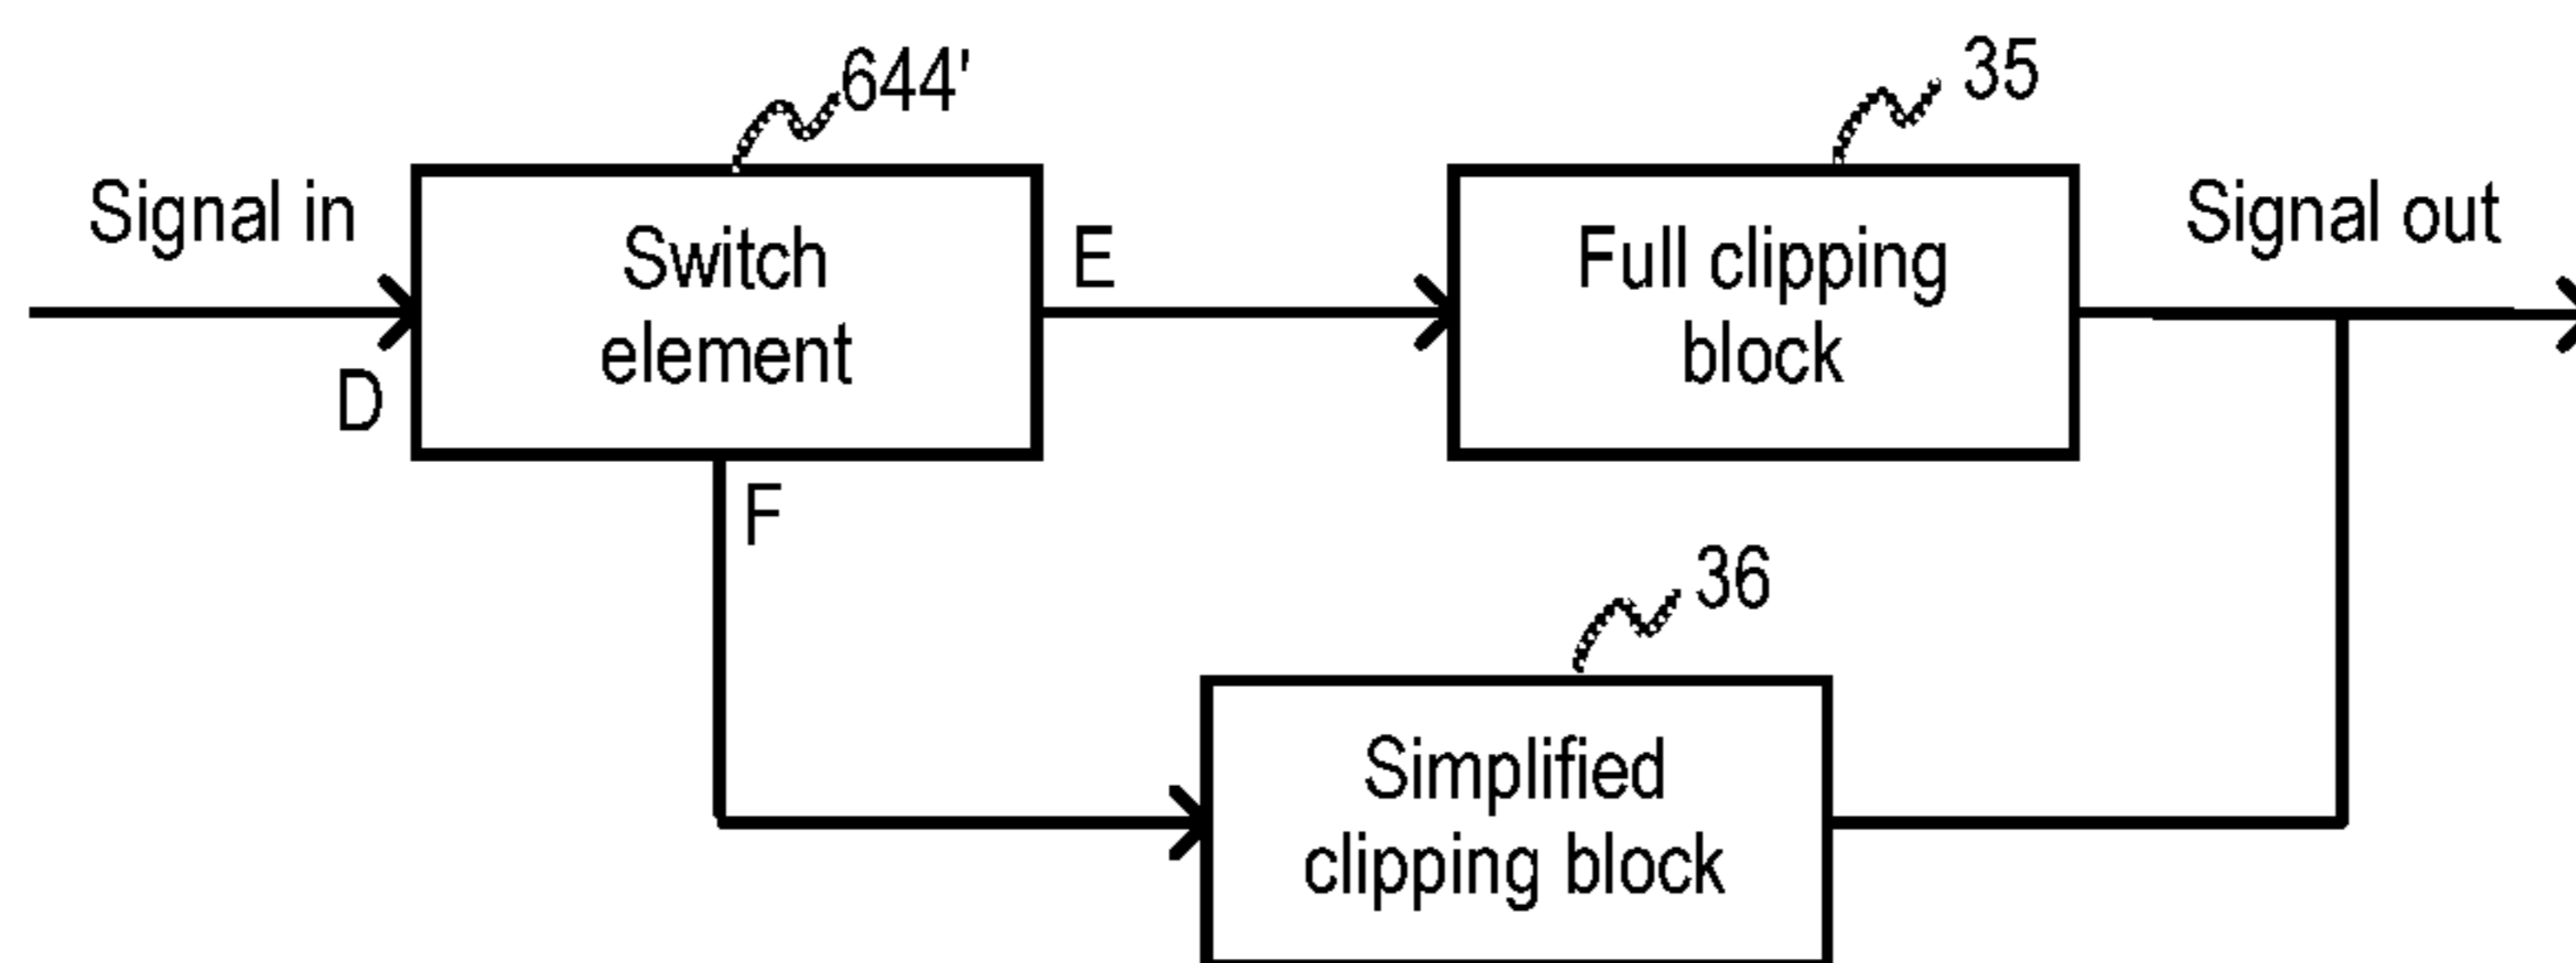 644'
35
Signal in
Switch
element
E
Full clipping
block
Signal out
D
F
36
Simplified
clipping block